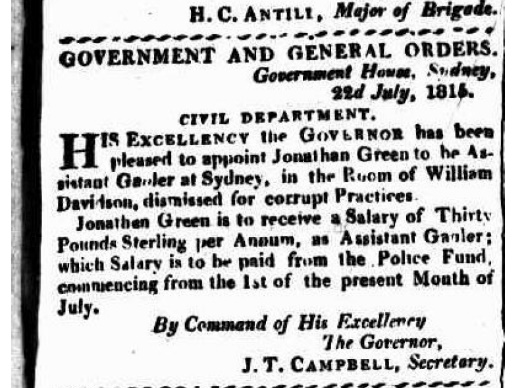 H. C. ANTILL, Major of Brigade.
GOVERNMENT AND GENERAL ORDERS.
Government House, Sydney,
22d July, 1815.
CIVIL DEPARTMENT.
HIS EXCELLENCY the GOVERNOR has been
pleased to appoint Jonathan Green to be As-
sistant Gaoler at Sydney, in the Room of William
Davidson, dismissed for corrupt Practices.
Jonathan Green is to receive a Salary of Thirty
Pounds Sterling per Annum, as Assistant Gaoler;
which Salary is to be paid from the Police Fund,
commencing from the 1st of the present Month of
July.
By Command of His Excellency
The Governor,
J. T. CAMPBELL, Secretary.